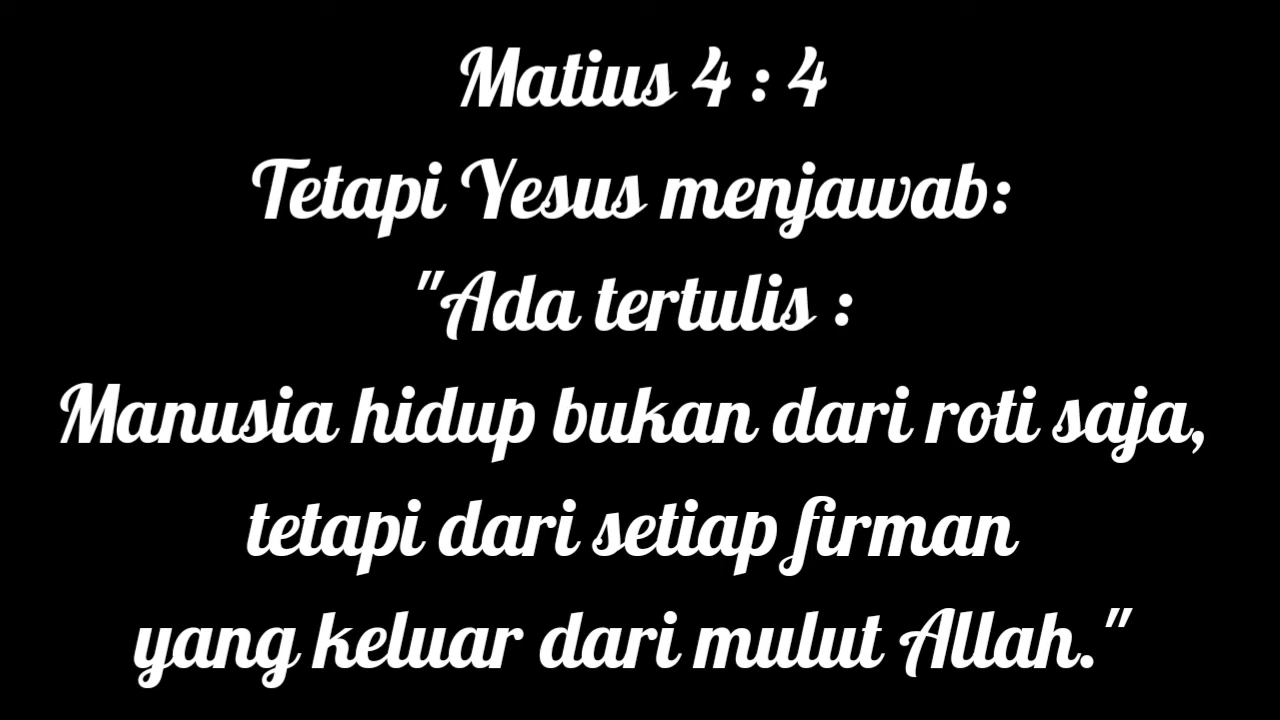 Matius 4 : 4
Tetapi Yesus menjawab:
"Ada tertulis :
Manusia hidup bukan dari roti saja,
tetapi dari setiap firman
yang keluar dari mulut Allah."